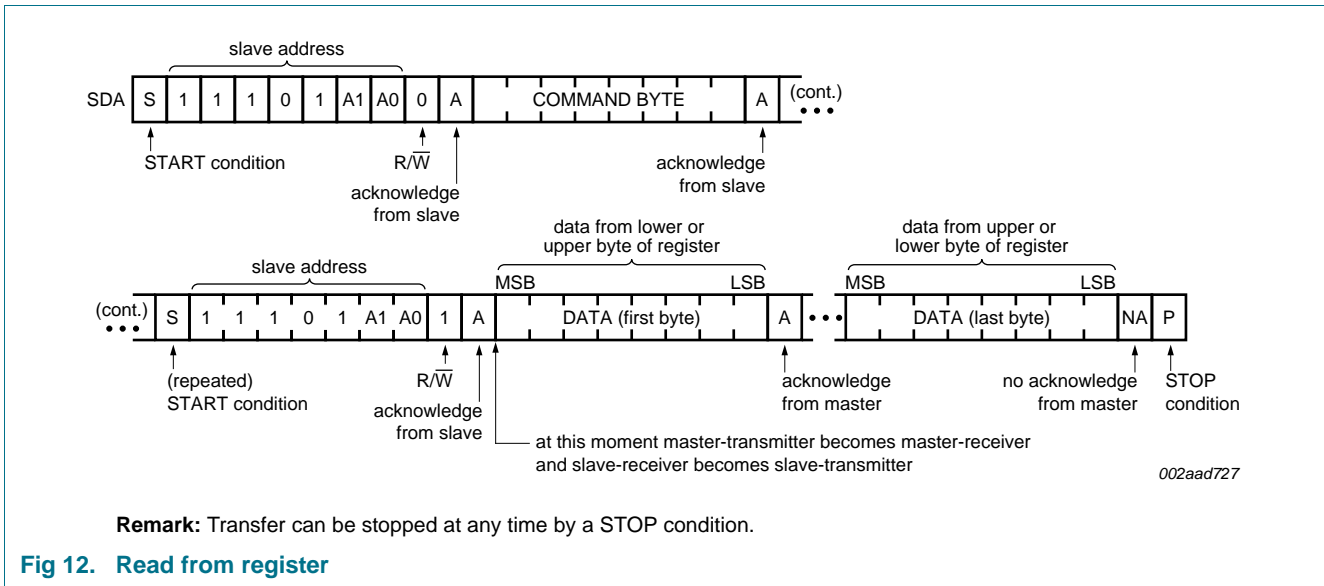 slave address
SDA S 1 1 1 0 1 A1 A0 0 A COMMAND BYTE A (cont.)
START condition
R/W̅
acknowledge
from slave
acknowledge
from slave
data from lower or
upper byte of register
data from upper or
lower byte of register
slave address
MSB LSB MSB LSB
(cont.) S 1 1 1 0 1 A1 A0 1 A DATA (first byte) A DATA (last byte) NA P
(repeated)
START condition
R/W̅
acknowledge
from slave
acknowledge
from master
no acknowledge
from master
STOP
condition
at this moment master-transmitter becomes master-receiver
and slave-receiver becomes slave-transmitter
002aad727
Remark: Transfer can be stopped at any time by a STOP condition.
Fig 12. Read from register